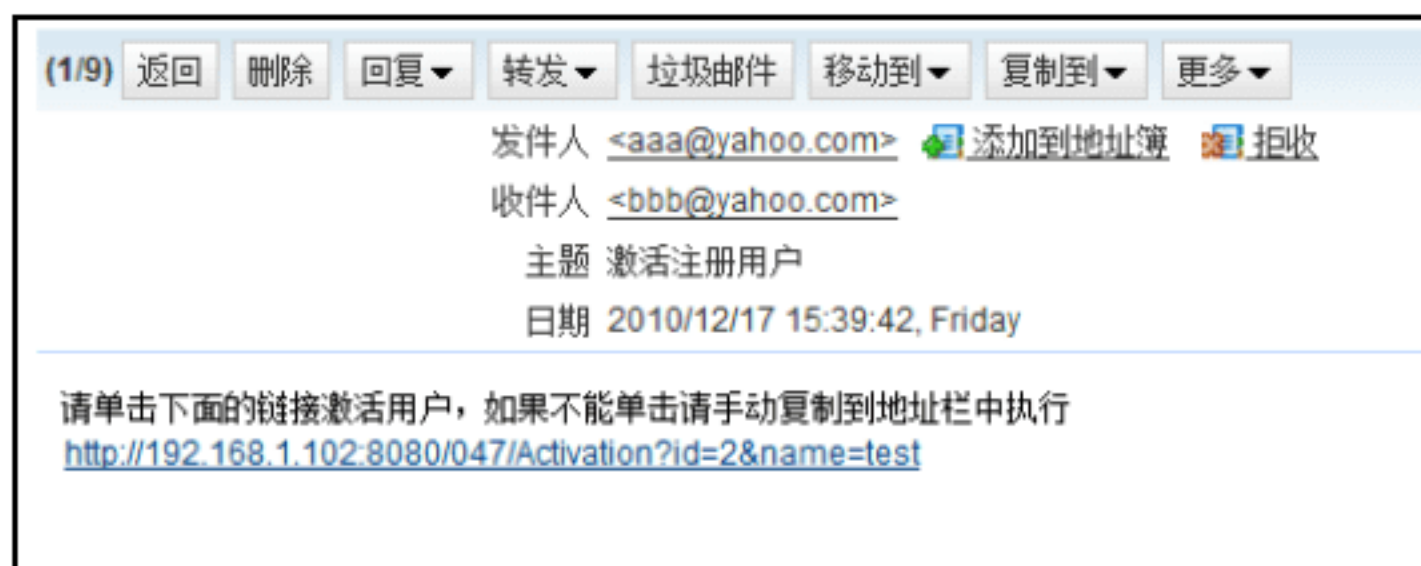 (1/9) 返回 删除 回复 转发 垃圾邮件 移动到 复制到 更多
发件人 <aaa@yahoo.com> 添加到地址簿 拒收
收件人 <bbb@yahoo.com>
主题 激活注册用户
日期 2010/12/17 15:39:42, Friday
请单击下面的链接激活用户，如果不能单击请手动复制到地址栏中执行
http://192.168.1.102:8080/047/Activation?id=2&name=test